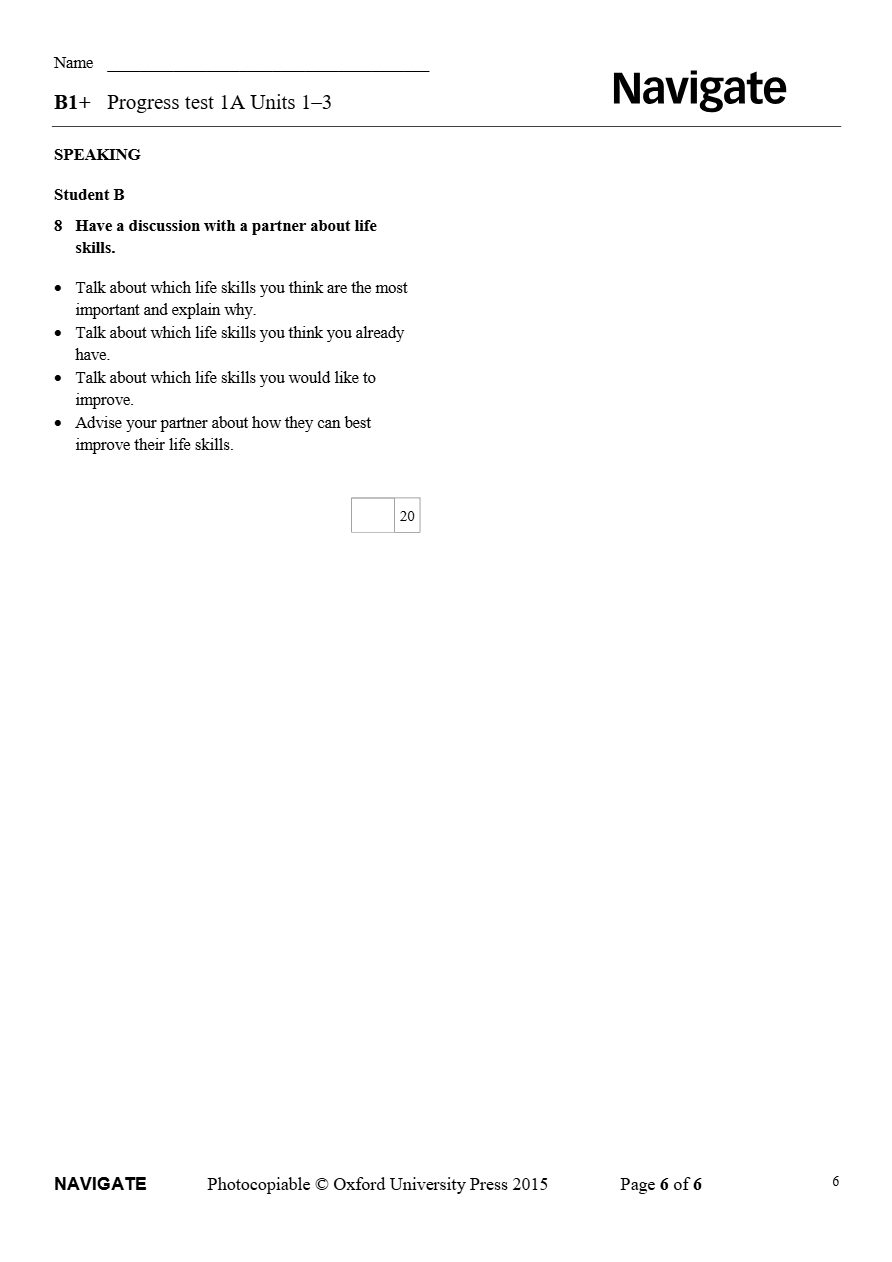 Name
Navigate
B1+ Progress test 1A Units 1–3
SPEAKING
Student B
8 Have a discussion with a partner about life
skills.
• Talk about which life skills you think are the most
important and explain why.
• Talk about which life skills you think you already
have.
• Talk about which life skills you would like to
improve.
• Advise your partner about how they can best
improve their life skills.
20
NAVIGATE Photocopiable © Oxford University Press 2015 Page 6 of 6 6